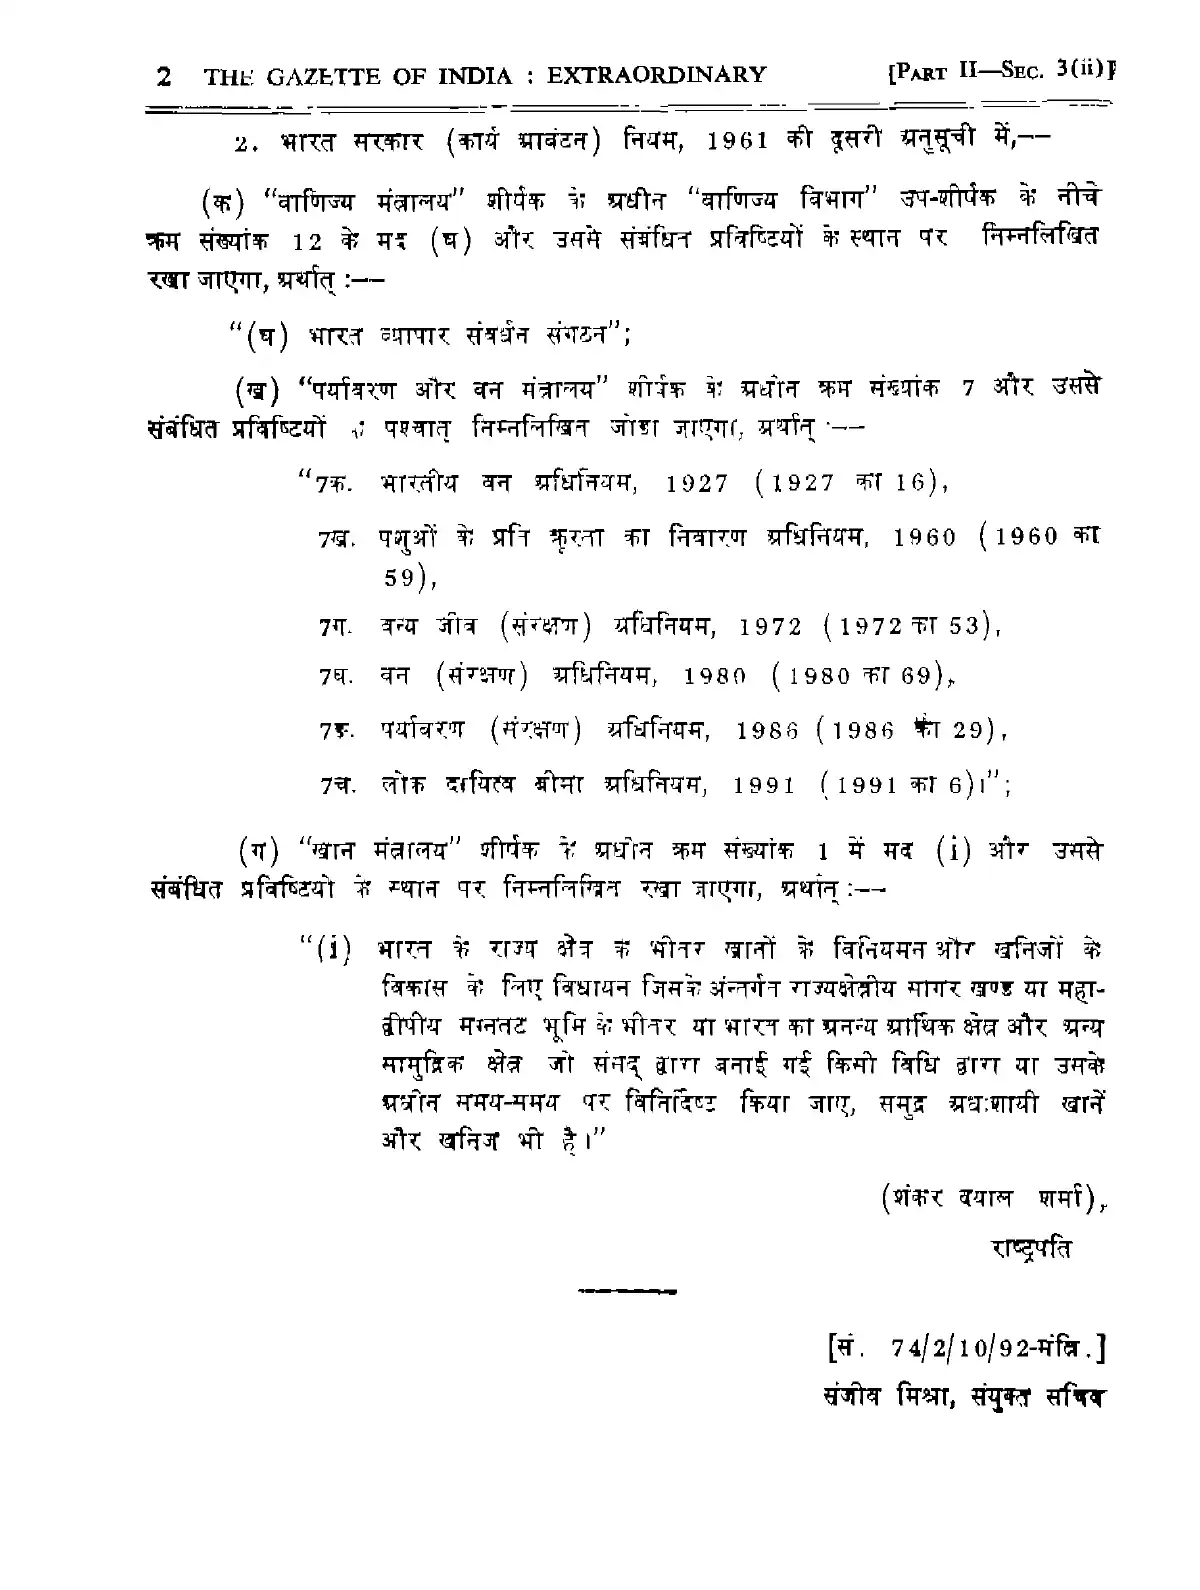 2 THE GAZETTE OF INDIA : EXTRAORDINARY [PART II—SEC. 3(ii)]
2. भारत सरकार (कार्य आबंटन) नियम, 1961 की दूसरी अनुसूची में,——
(क) “वाणिज्य मंत्रालय” शीर्षक के अधीन “वाणिज्य विभाग” उप-शीर्षक के नीचे
क्रम संख्यांक 12 के मद (घ) और उससे संबंधित प्रविष्टियों के स्थान पर निम्नलिखित
रखा जाएगा, अर्थात् :——
“(घ) भारत व्यापार संवर्धन संगठन”;
(ख) “पर्यावरण और वन मंत्रालय” शीर्षक के अधीन क्रम संख्यांक 7 और उससे
संबंधित प्रविष्टियों के पश्चात् निम्नलिखित जोड़ा जाएगा, अर्थात् :——
“7क. भारतीय वन अधिनियम, 1927 (1927 का 16),
7ख. पशुओं के प्रति क्रूरता का निवारण अधिनियम, 1960 (1960 का
59),
7ग. वन्य जीव (संरक्षण) अधिनियम, 1972 (1972 का 53),
7घ. वन (संरक्षण) अधिनियम, 1980 (1980 का 69),
7ङ. पर्यावरण (संरक्षण) अधिनियम, 1986 (1986 का 29),
7च. लोक दायित्व बीमा अधिनियम, 1991 (1991 का 6)।”;
(ग) “खान मंत्रालय” शीर्षक के अधीन क्रम संख्यांक 1 में मद (i) और उससे
संबंधित प्रविष्टियों के स्थान पर निम्नलिखित रखा जाएगा, अर्थात् :——
“(i) भारत के राज्य क्षेत्र के भीतर खानों के विनियमन और खनिजों के
विकास के लिए विधायन जिसके अंन्तर्गत राज्यक्षेत्रीय सागर खण्ड या महा-
द्वीपीय मग्नतट भूमि के भीतर या भारत का अनन्य आर्थिक क्षेत्र और अन्य
सामुद्रिक क्षेत्र जो संसद् द्वारा बनाई गई किसी विधि द्वारा या उसके
अधीन समय-समय पर विनिर्दिष्ट किया जाए, समुद्र अधःशायी खानें
और खनिज भी है।”
(शंकर दयाल शर्मा),
राष्ट्रपति
[सं. 74/2/10/92-मंत्रि.]
संजीव मिश्रा, संयुक्त सचिव